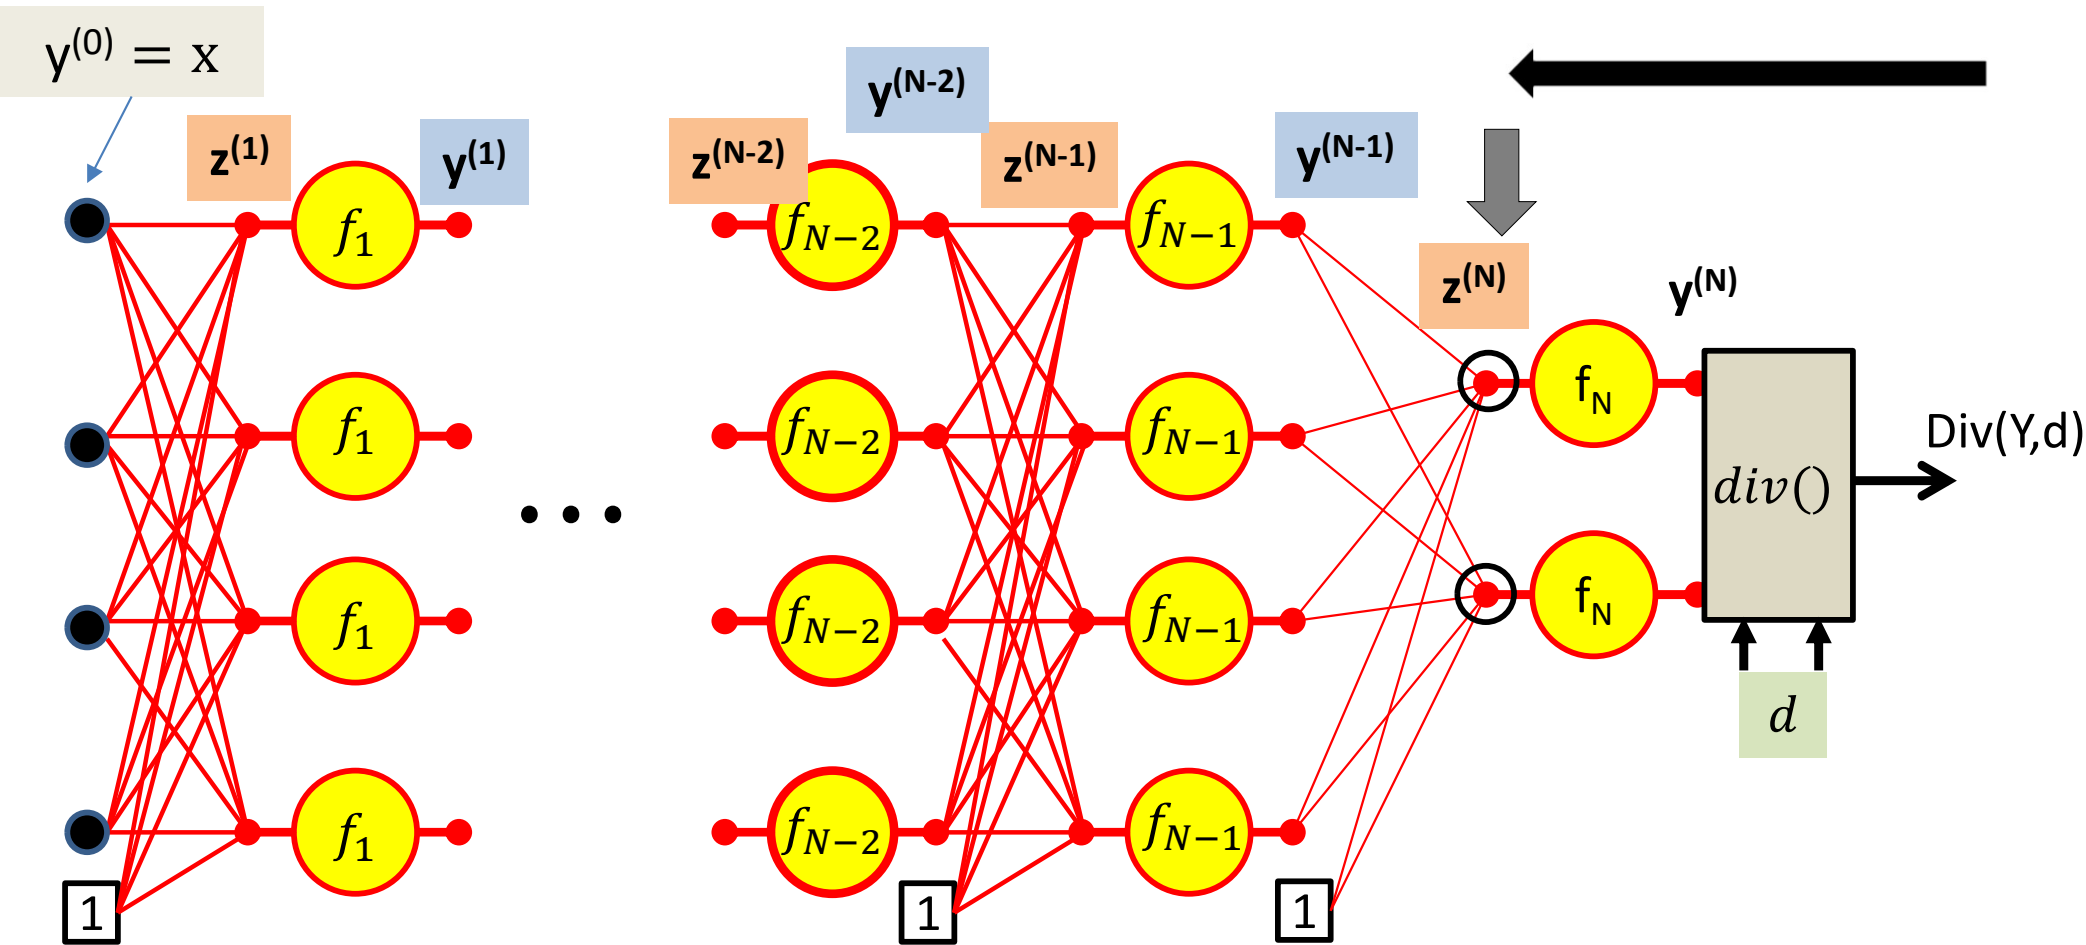 y(0) = x
z(1)
y(1)
z(N-2)
y(N-2)
z(N-1)
y(N-1)
z(N)
y(N)
f1
fN−2
fN−1
fN
f1
fN−2
fN−1
fN
f1
fN−2
fN−1
f1
fN−2
fN−1
div()
Div(Y,d)
d
...
1
1
1